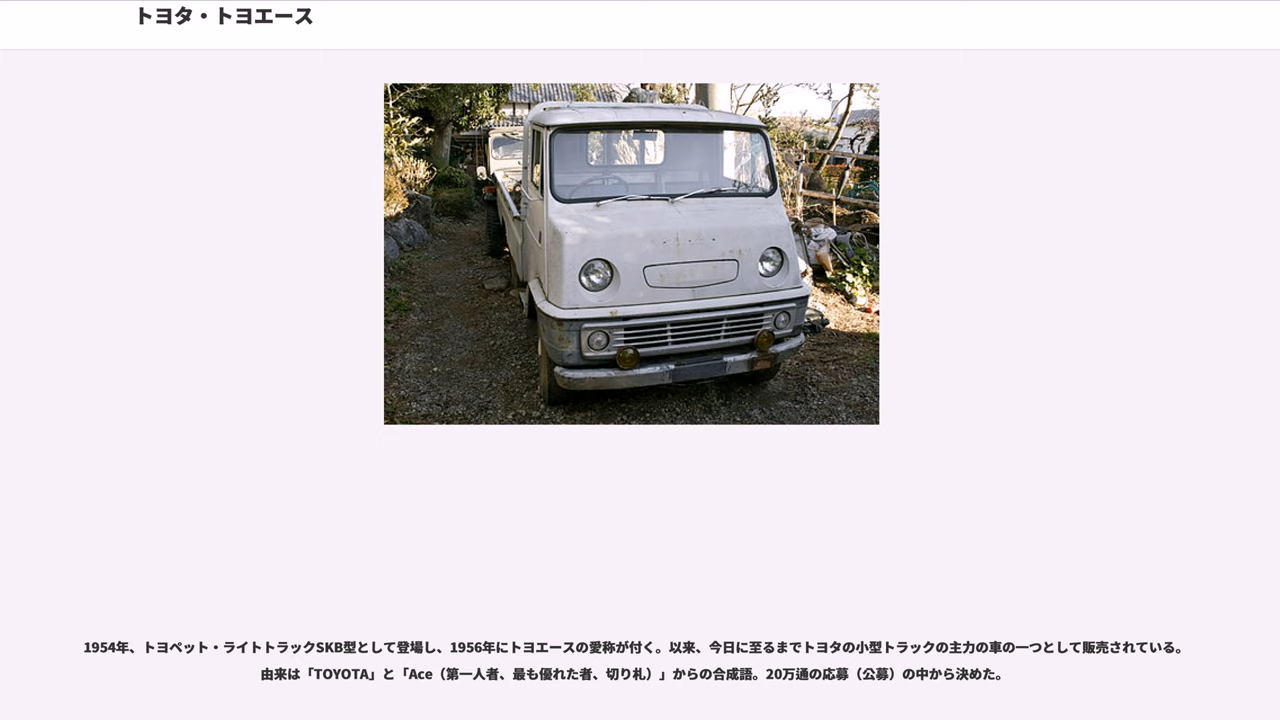 トヨタ・トヨエース
1954年、トヨペット・ライトトラックSKB型として登場し、1956年にトヨエースの愛称が付く。以来、今日に至るまでトヨタの小型トラックの主力の車の一つとして販売されている。
由来は「TOYOTA」と「Ace（第一人者、最も優れた者、切り札）」からの合成語。20万通の応募（公募）の中から決めた。